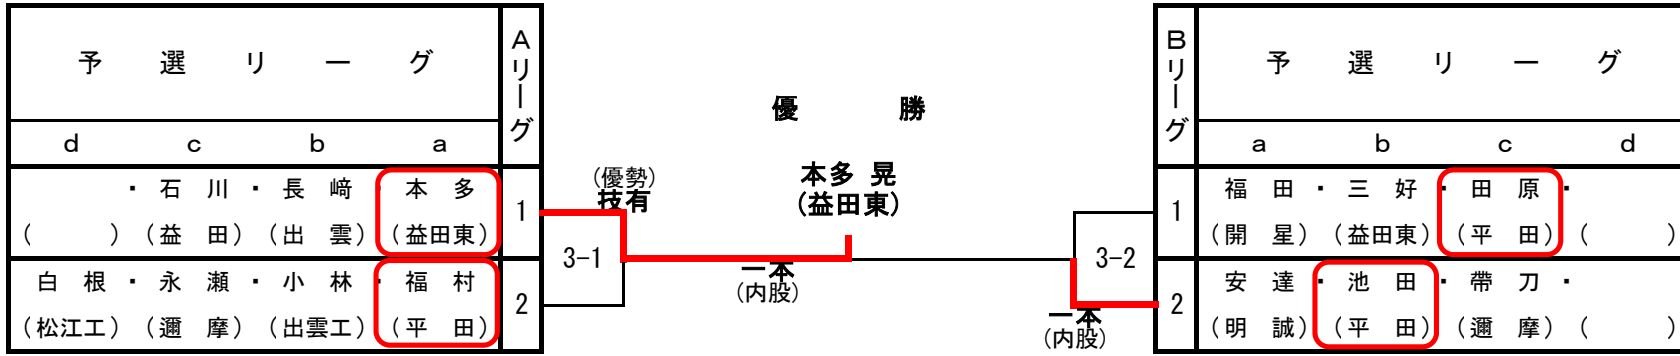 予 選 リ ー グ
Aリーグ
d c b a
・ 石 川 ・ 長 﨑 ・ 本 多
1
( ) (益 田) (出 雲) (益田東)
白 根 ・ 永 瀬 ・ 小 林 ・ 福 村
2
(松江工) (邇 摩) (出雲工) (平 田)
(優勢)
技有
3-1
優 勝
本多 晃
(益田東)
一本
(内股)
3-2
一本
(内股)
Bリーグ
予 選 リ ー グ
a b c d
1
福 田 ・ 三 好 ・ 田 原 ・
(開 星) (益田東) (平 田) ( )
2
安 達 ・ 池 田 ・ 帯 刀 ・
(明 誠) (平 田) (邇 摩) ( )